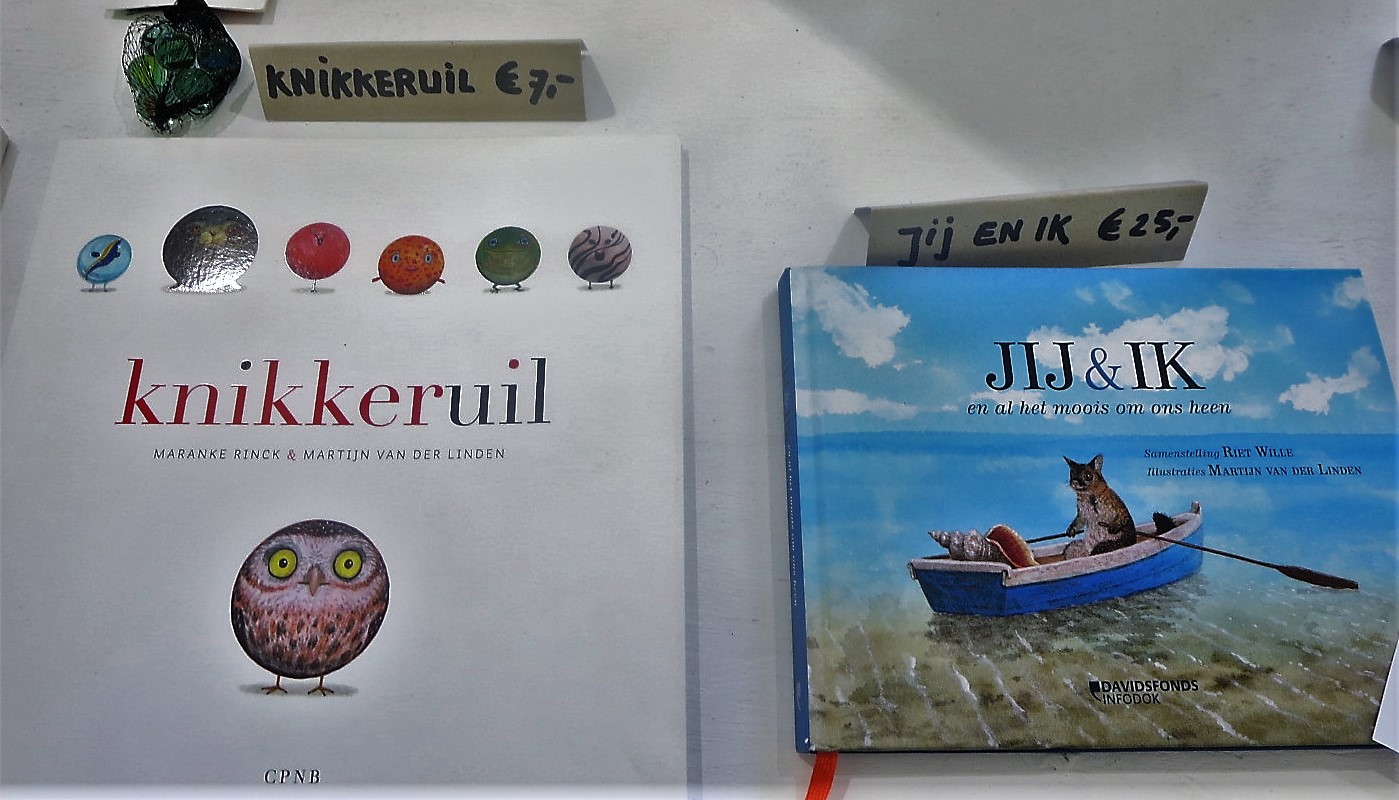 KNIKKERUIL € 7,-
knikkeruil
MARANKE RINCK & MARTIJN VAN DER LINDEN
CPNB
Jij EN IK € 25,-
JIJ & IK
en al het moois om ons heen
Samenstelling RIET WILLE
Illustraties MARTIJN VAN DER LINDEN
DAVIDSFONDS
INFODOK